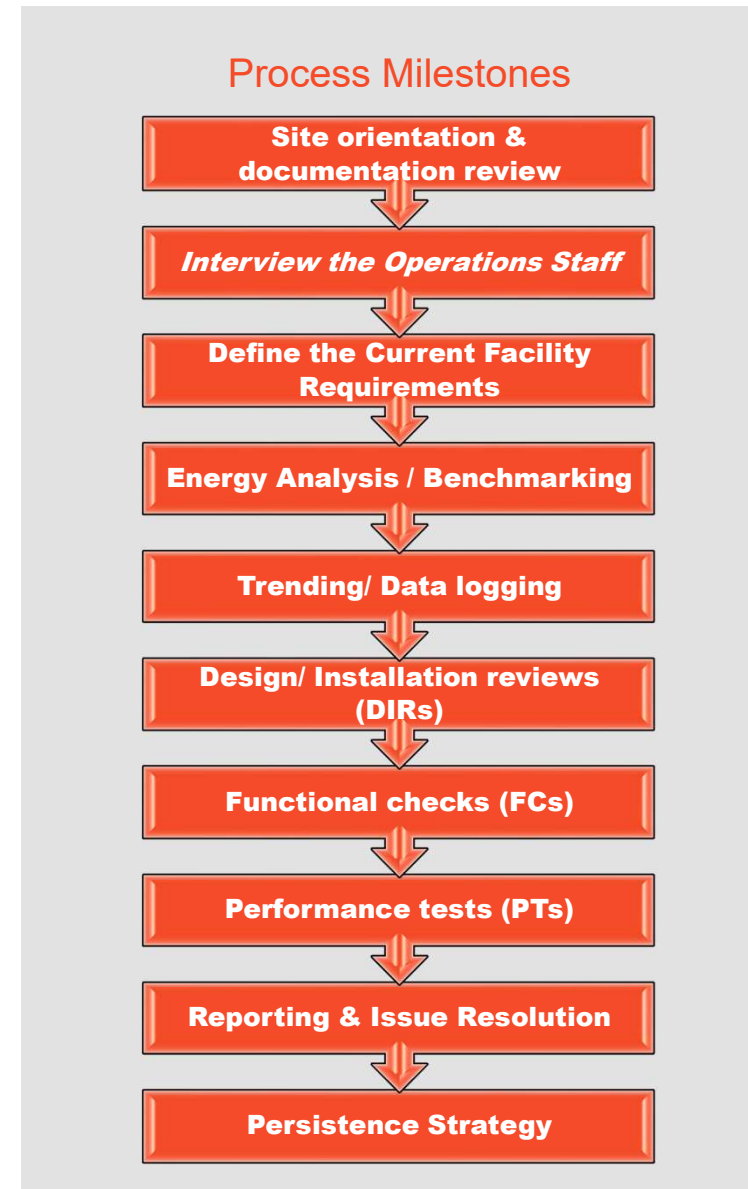 Process Milestones
Site orientation &
documentation review
Interview the Operations Staff
Define the Current Facility
Requirements
Energy Analysis / Benchmarking
Trending/ Data logging
Design/ Installation reviews
(DIRs)
Functional checks (FCs)
Performance tests (PTs)
Reporting & Issue Resolution
Persistence Strategy